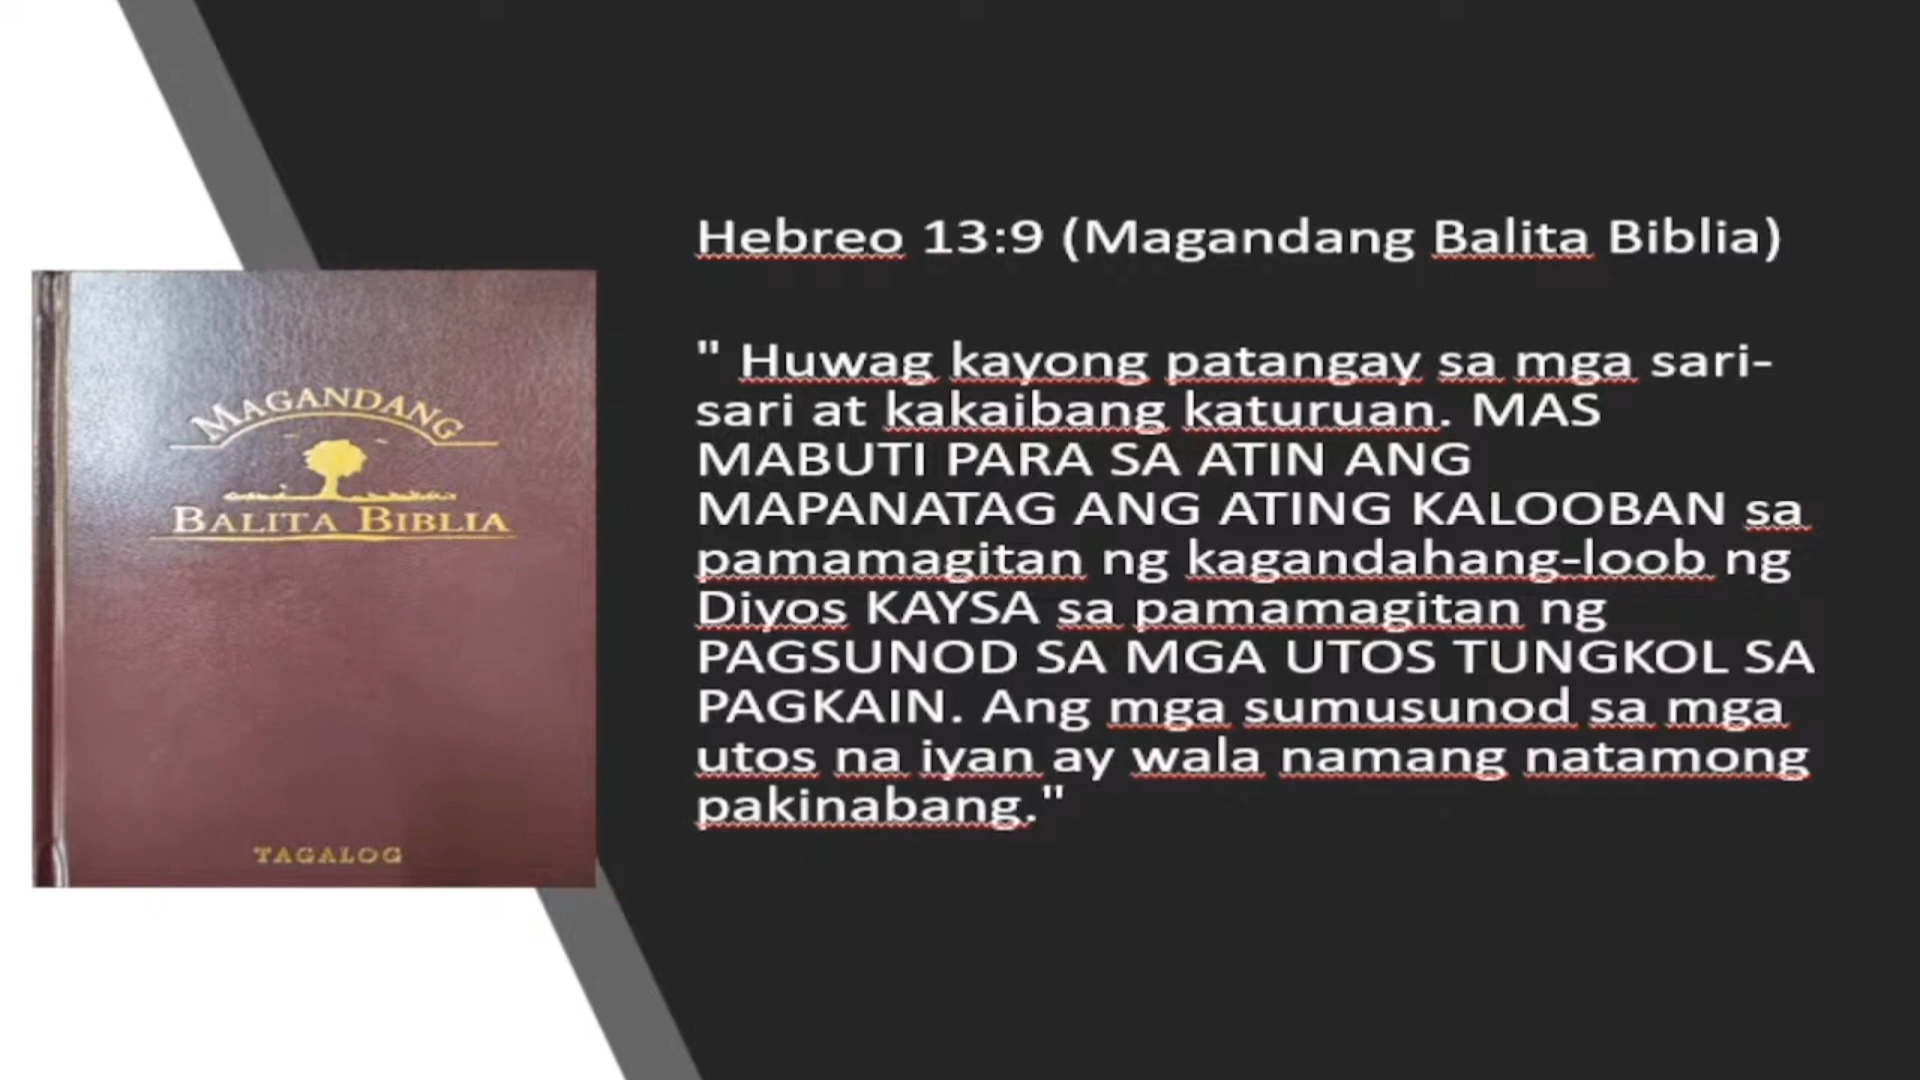 MAGANDANG
BALITA BIBLIA
TAGALOG
Hebreo 13:9 (Magandang Balita Biblia)
" Huwag kayong patangay sa mga sari-
sari at kakaibang katuruan. MAS
MABUTI PARA SA ATIN ANG
MAPANATAG ANG ATING KALOOBAN sa
pamamagitan ng kagandahang-loob ng
Diyos KAYSA sa pamamagitan ng
PAGSUNOD SA MGA UTOS TUNGKOL SA
PAGKAIN. Ang mga sumusunod sa mga
utos na iyan ay wala namang natamong
pakinabang."